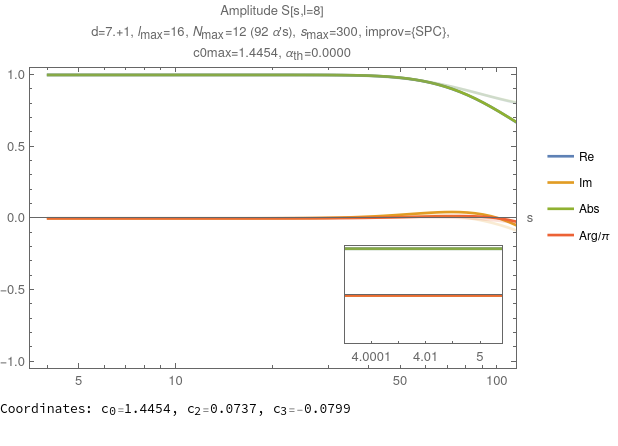 Amplitude S[s,l=8]
d=7.+1, lmax=16, Nmax=12 (92 α's), smax=300, improv={SPC},
c0max=1.4454, αth=0.0000
1.0
0.5
0.0
−0.5
−1.0
s
Re
Im
Abs
Arg/π
4.0001 4.01 5
5 10 50 100
Coordinates: c0=1.4454, c2=0.0737, c3=-0.0799